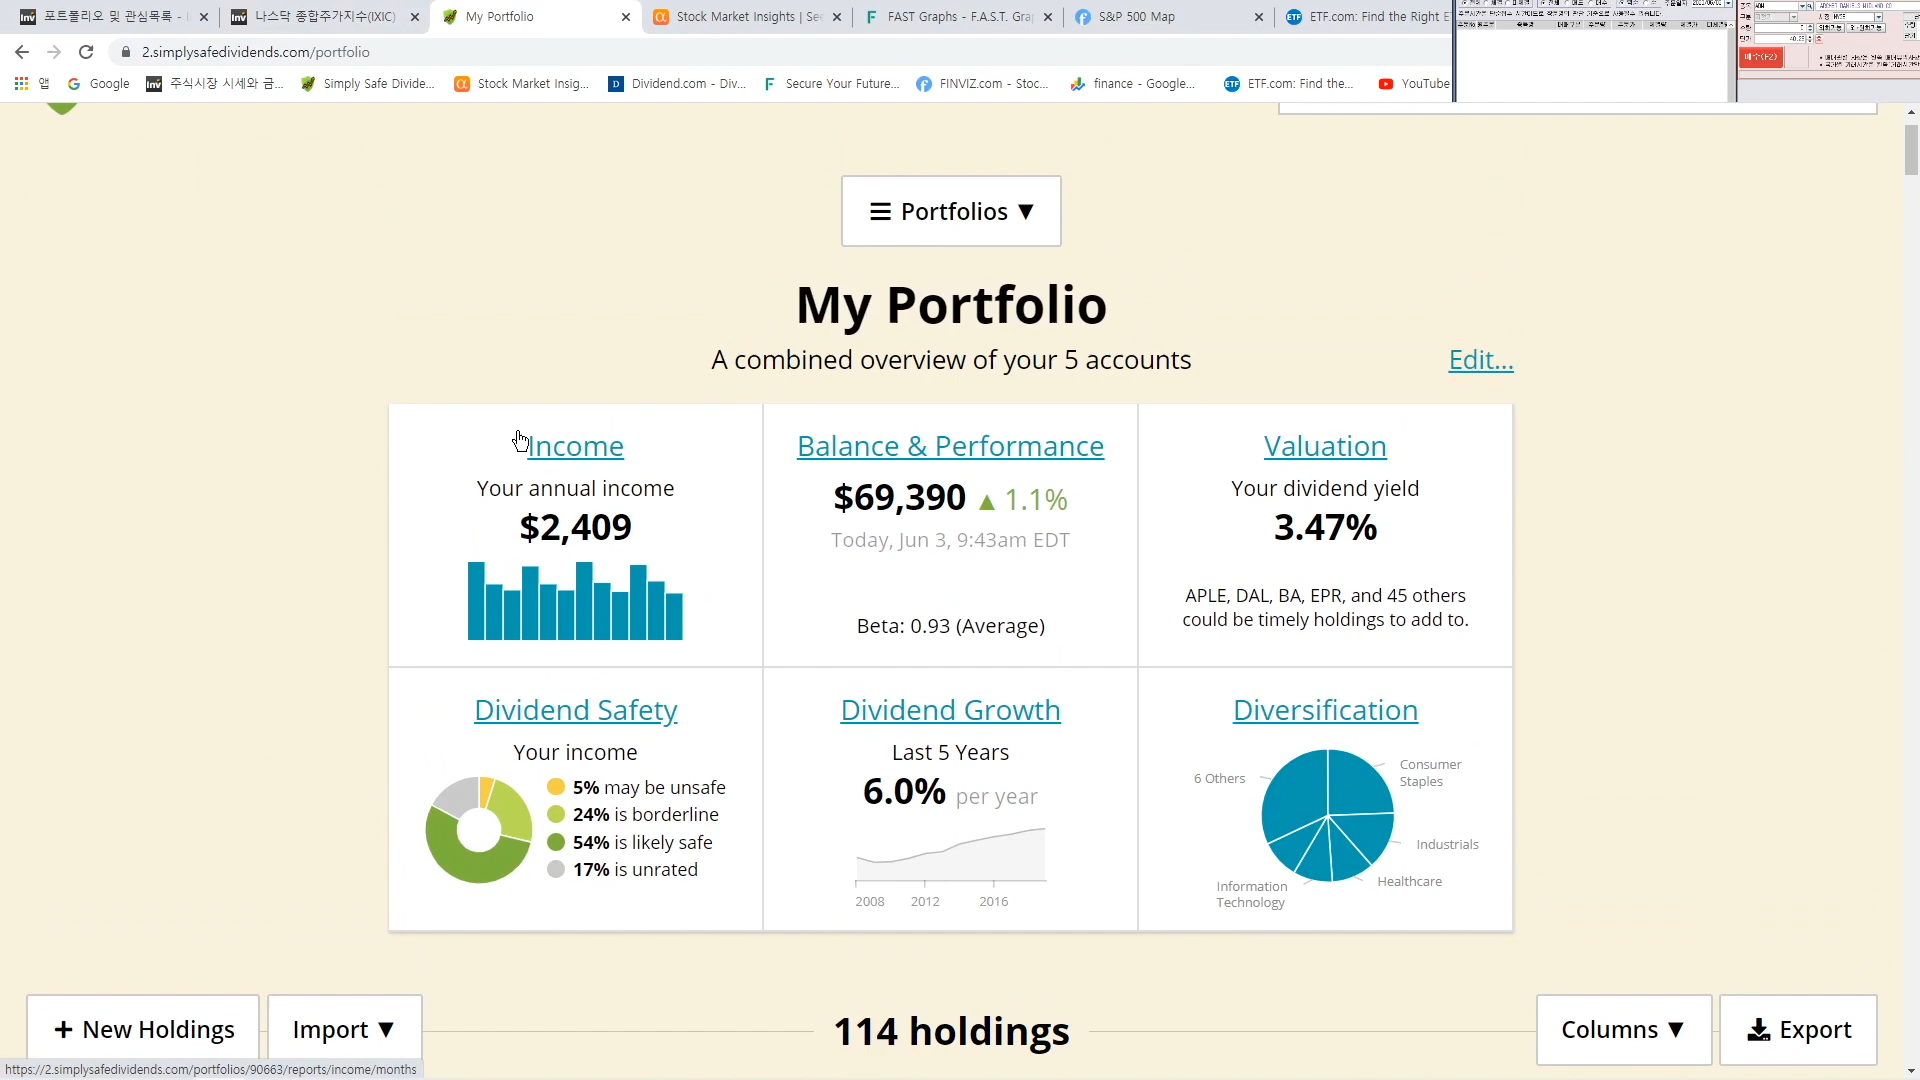 포트폴리오 및 관심목록 -
나스닥 종합주가지수(IXIC)
My Portfolio
Stock Market Insights | See
FAST Graphs - F.A.S.T. Gra
S&P 500 Map
ETF.com: Find the Right E
2.simplysafedividends.com/portfolio
앱
Google
주식시장 시세와 금...
Simply Safe Divide...
Stock Market Insig...
Dividend.com - Div...
Secure Your Future...
FINVIZ.com - Stoc...
finance - Google...
ETF.com: Find the...
YouTube
매수(F2)
Portfolios ▼
My Portfolio
A combined overview of your 5 accounts
Edit...
Income
Your annual income
$2,409
Balance & Performance
$69,390 ▲ 1.1%
Today, Jun 3, 9:43am EDT
Beta: 0.93 (Average)
Valuation
Your dividend yield
3.47%
APLE, DAL, BA, EPR, and 45 others
could be timely holdings to add to.
Dividend Safety
Your income
5% may be unsafe
24% is borderline
54% is likely safe
17% is unrated
Dividend Growth
Last 5 Years
6.0% per year
2008 2012 2016
Diversification
6 Others
Consumer
Staples
Industrials
Healthcare
Information
Technology
+ New Holdings
Import ▼
114 holdings
Columns ▼
Export
https://2.simplysafedividends.com/portfolios/90663/reports/income/months